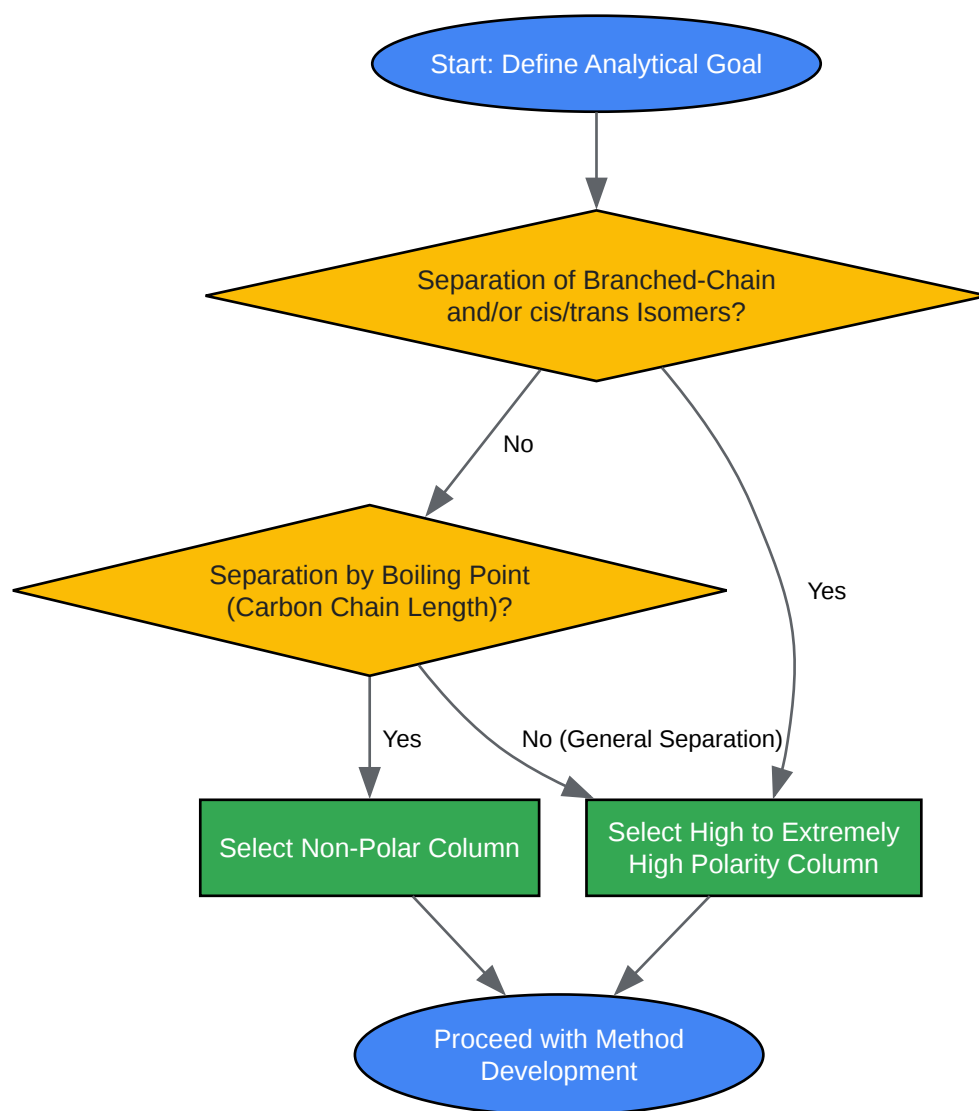 Start: Define Analytical Goal
Separation of Branched-Chain
and/or cis/trans Isomers?
No
Yes
Separation by Boiling Point
(Carbon Chain Length)?
Yes
No (General Separation)
Select Non-Polar Column
Select High to Extremely
High Polarity Column
Proceed with Method
Development